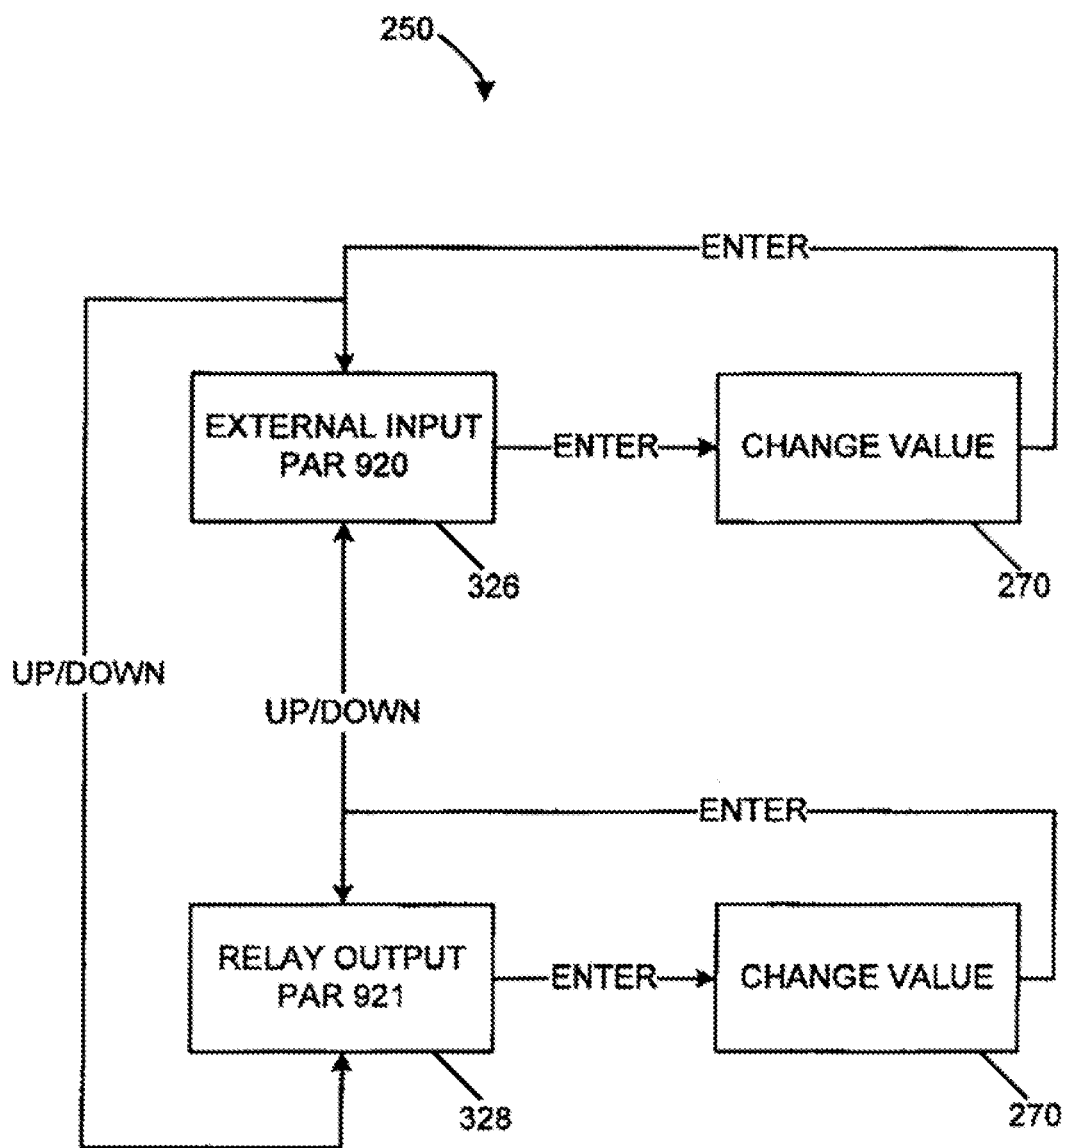 250
ENTER
EXTERNAL INPUT
PAR 920
ENTER
CHANGE VALUE
326
270
UP/DOWN
UP/DOWN
ENTER
RELAY OUTPUT
PAR 921
ENTER
CHANGE VALUE
328
270